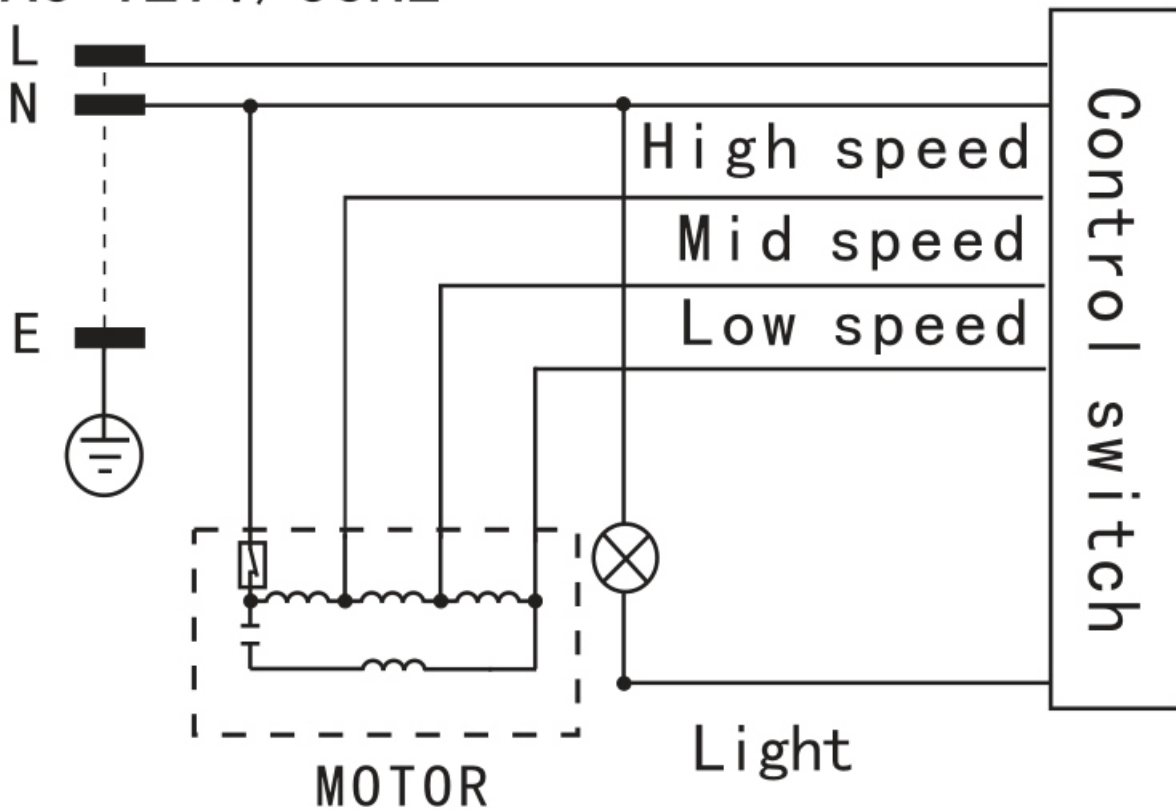 L
N
High speed
Mid speed
Low speed
E
Control switch
Light
MOTOR